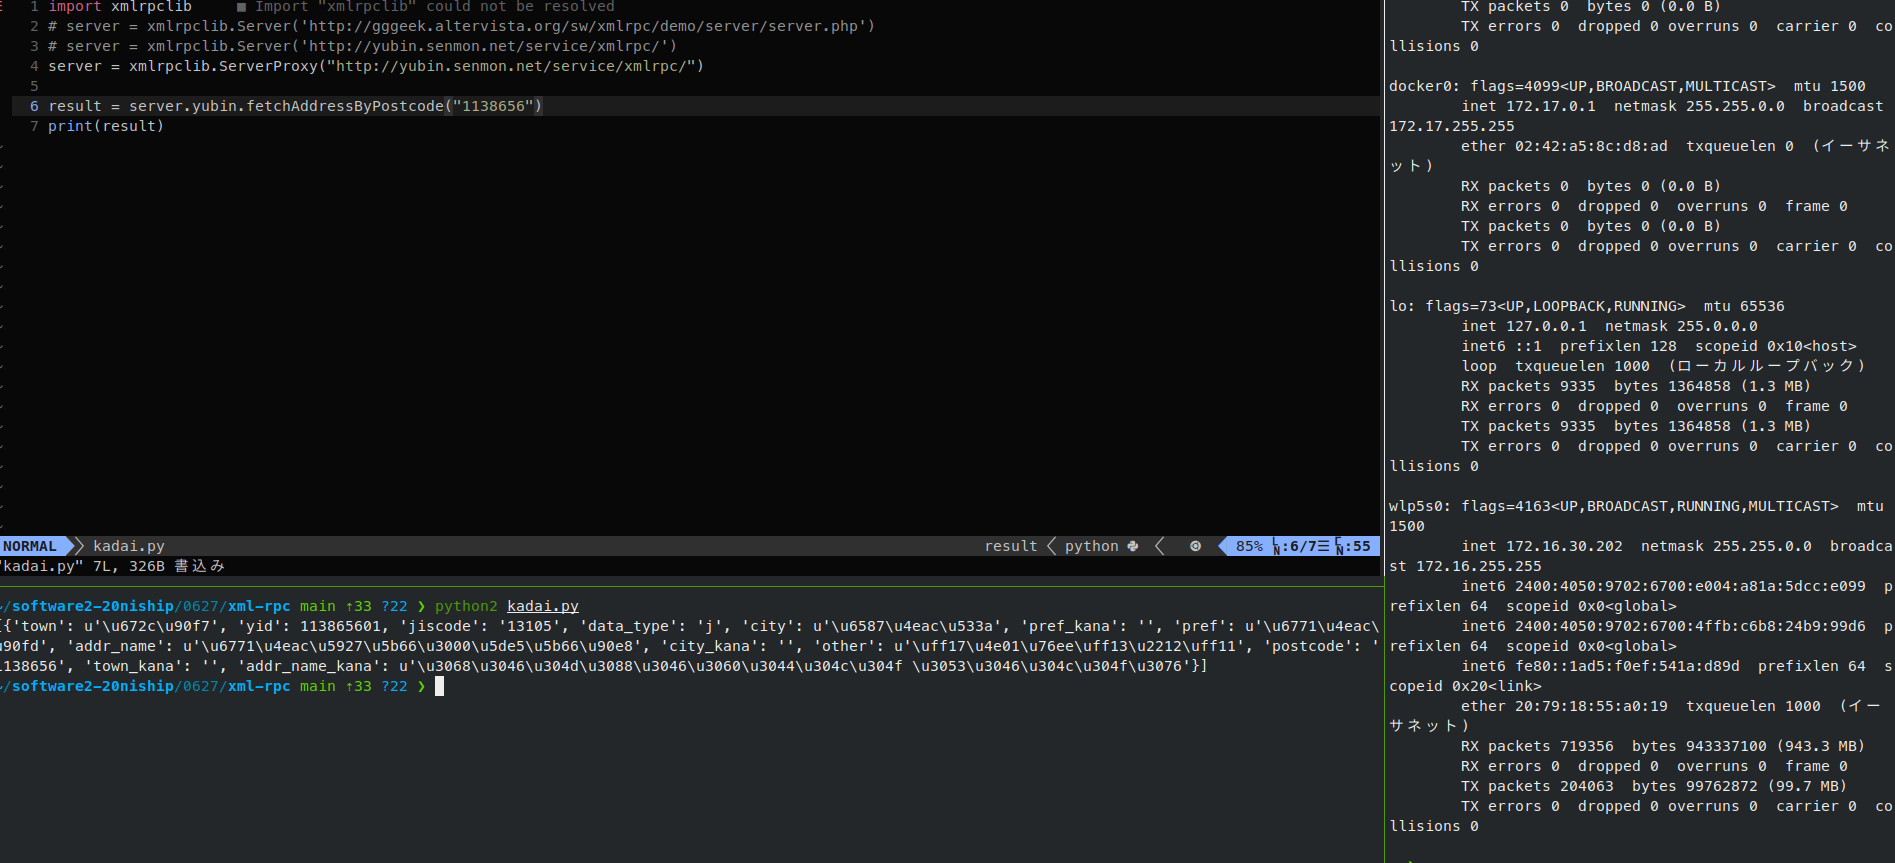 1 import xmlrpclib ■ Import "xmlrpclib" could not be resolved
2 # server = xmlrpclib.Server('http://gggeek.altervista.org/sw/xmlrpc/demo/server/server.php')
3 # server = xmlrpclib.Server('http://yubin.senmon.net/service/xmlrpc/')
4 server = xmlrpclib.ServerProxy("http://yubin.senmon.net/service/xmlrpc/")
5
6 result = server.yubin.fetchAddressByPostcode("1138656")
7 print(result)
NORMAL kadai.py result python 85% :6/7☰ :55
"kadai.py" 7L, 326B 書込み
~/software2-20niship/0627/xml-rpc main ⇡33 ?22 ❯ python2 kadai.py
[{'town': u'\u672c\u90f7', 'yid': 113865601, 'jiscode': '13105', 'data_type': 'j', 'city': u'\u6587\u4eac\u533a', 'pref_kana': '', 'pref': u'\u6771\u4eac\
u90fd', 'addr_name': u'\u6771\u4eac\u5927\u5b66\u3000\u5de5\u5b66\u90e8', 'city_kana': '', 'other': u'\uff17\u4e01\u76ee\uff13\u2212\uff11', 'postcode': '
1138656', 'town_kana': '', 'addr_name_kana': u'\u3068\u3046\u304d\u3088\u3046\u3060\u3044\u304c\u304f \u3053\u3046\u304c\u304f\u3076'}]
~/software2-20niship/0627/xml-rpc main ⇡33 ?22 ❯
TX packets 0 bytes 0 (0.0 B)
TX errors 0 dropped 0 overruns 0 carrier 0 co
llisions 0
docker0: flags=4099<UP,BROADCAST,MULTICAST> mtu 1500
inet 172.17.0.1 netmask 255.255.0.0 broadcast
172.17.255.255
ether 02:42:a5:8c:d8:ad txqueuelen 0 (イーサネ
ット)
RX packets 0 bytes 0 (0.0 B)
RX errors 0 dropped 0 overruns 0 frame 0
TX packets 0 bytes 0 (0.0 B)
TX errors 0 dropped 0 overruns 0 carrier 0 co
llisions 0
lo: flags=73<UP,LOOPBACK,RUNNING> mtu 65536
inet 127.0.0.1 netmask 255.0.0.0
inet6 ::1 prefixlen 128 scopeid 0x10<host>
loop txqueuelen 1000 (ローカルループバック)
RX packets 9335 bytes 1364858 (1.3 MB)
RX errors 0 dropped 0 overruns 0 frame 0
TX packets 9335 bytes 1364858 (1.3 MB)
TX errors 0 dropped 0 overruns 0 carrier 0 co
llisions 0
wlp5s0: flags=4163<UP,BROADCAST,RUNNING,MULTICAST> mtu
1500
inet 172.16.30.202 netmask 255.255.0.0 broadca
st 172.16.255.255
inet6 2400:4050:9702:6700:e004:a81a:5dcc:e099 p
refixlen 64 scopeid 0x0<global>
inet6 2400:4050:9702:6700:4ffb:c6b8:24b9:99d6 p
refixlen 64 scopeid 0x0<global>
inet6 fe80::1ad5:f0ef:541a:d89d prefixlen 64 s
copeid 0x20<link>
ether 20:79:18:55:a0:19 txqueuelen 1000 (イー
サネット)
RX packets 719356 bytes 943337100 (943.3 MB)
RX errors 0 dropped 0 overruns 0 frame 0
TX packets 204063 bytes 99762872 (99.7 MB)
TX errors 0 dropped 0 overruns 0 carrier 0 co
llisions 0